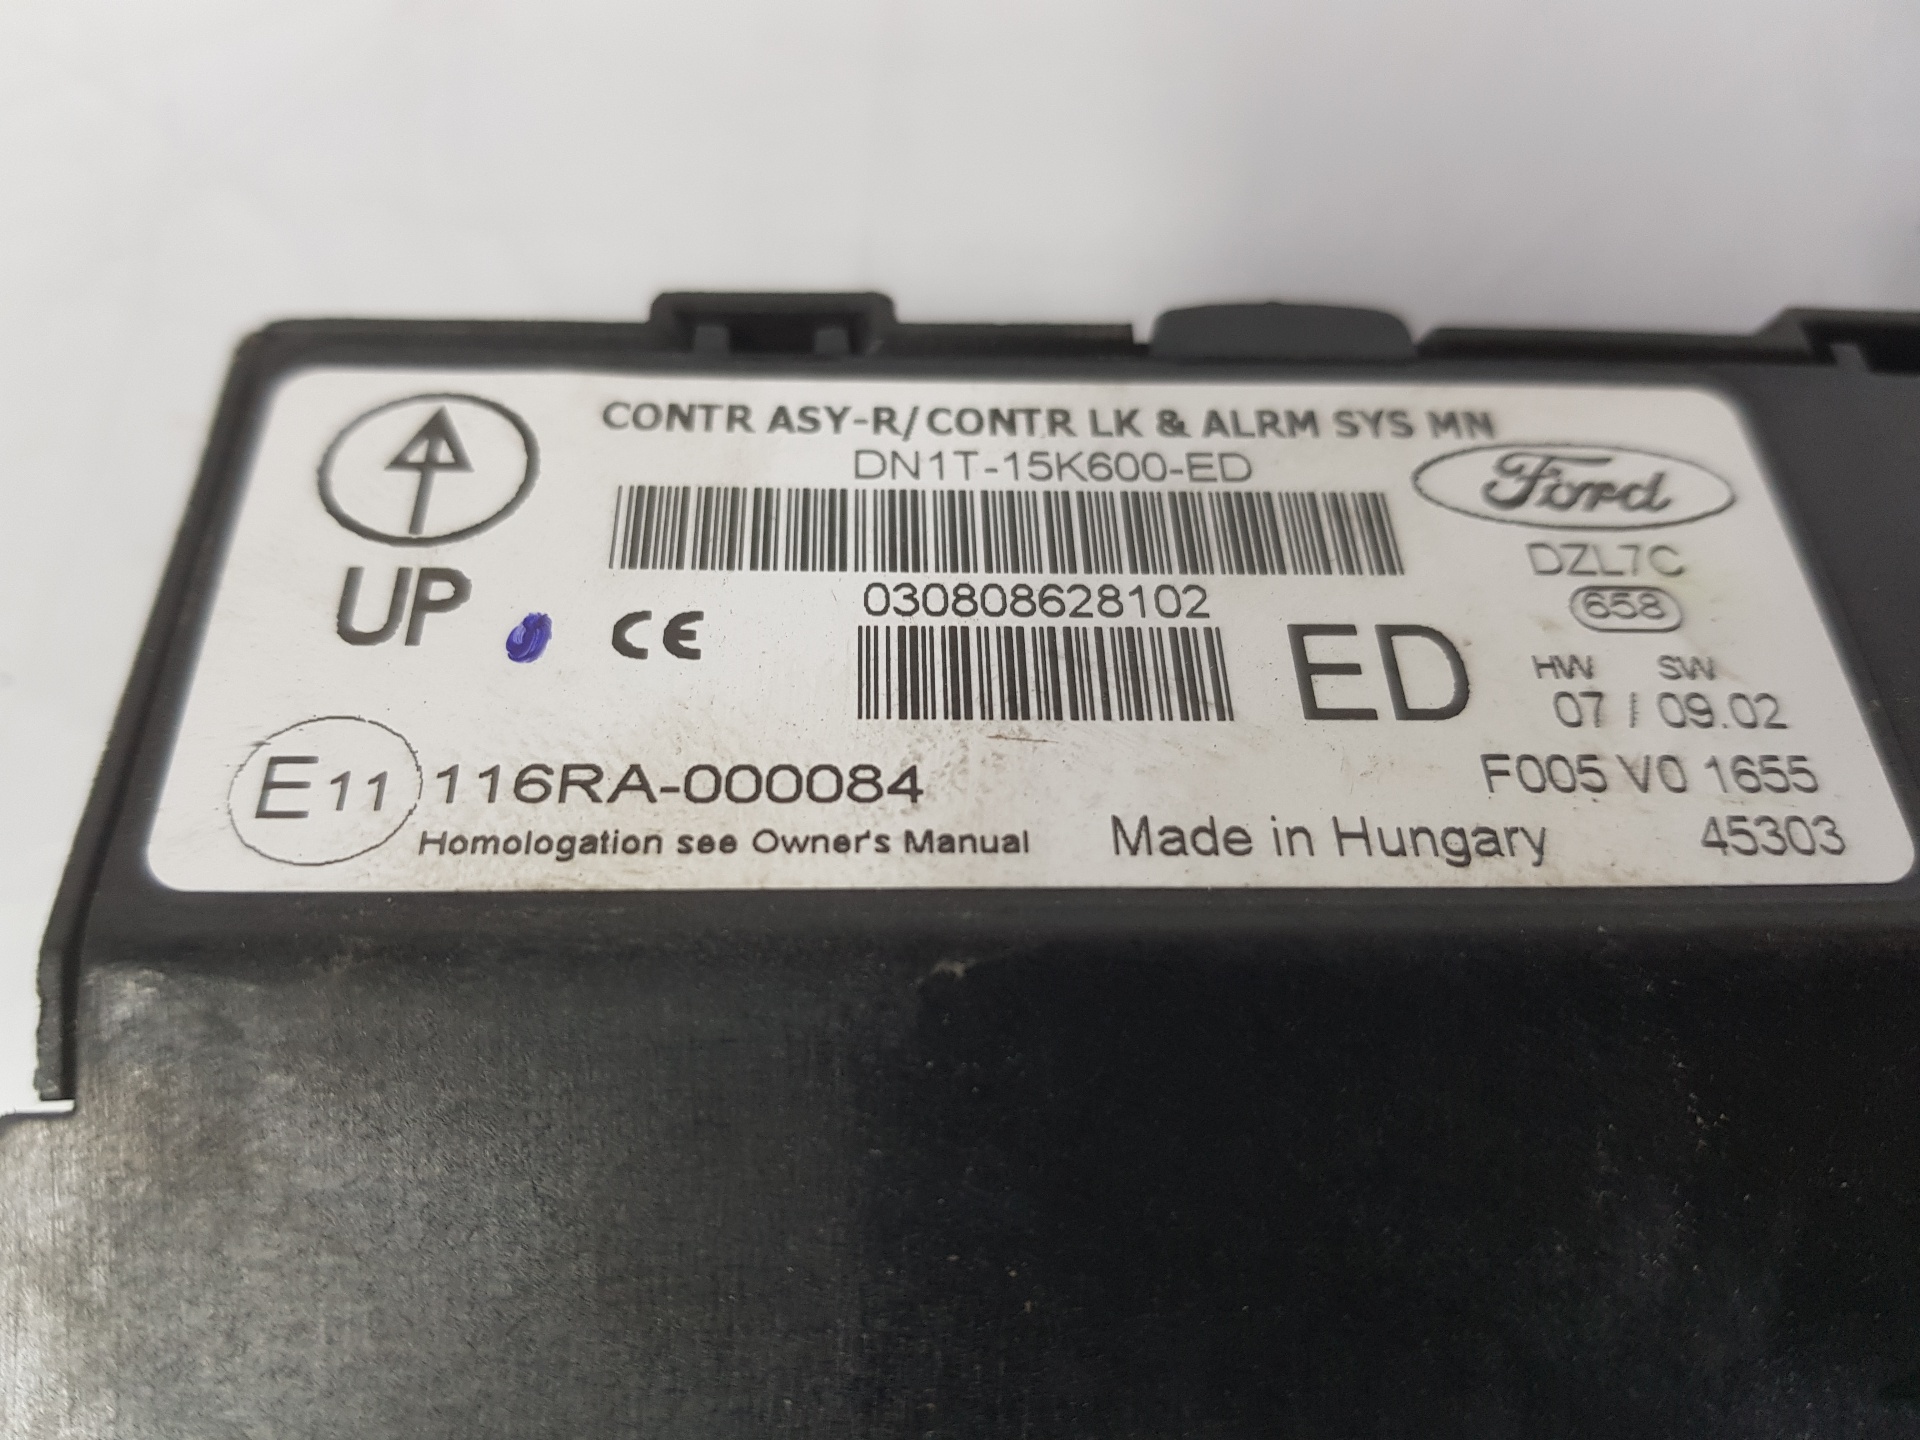 CONTR ASY-R/CONTR LK & ALRM SYS MN
DN1T-15K600-ED
Ford
DZL7C
658
UP
CE
030808628102
ED
HW SW
07 / 09.02
E11 116RA-000084
F005 V0 1655
Homologation see Owner's Manual
Made in Hungary
45303